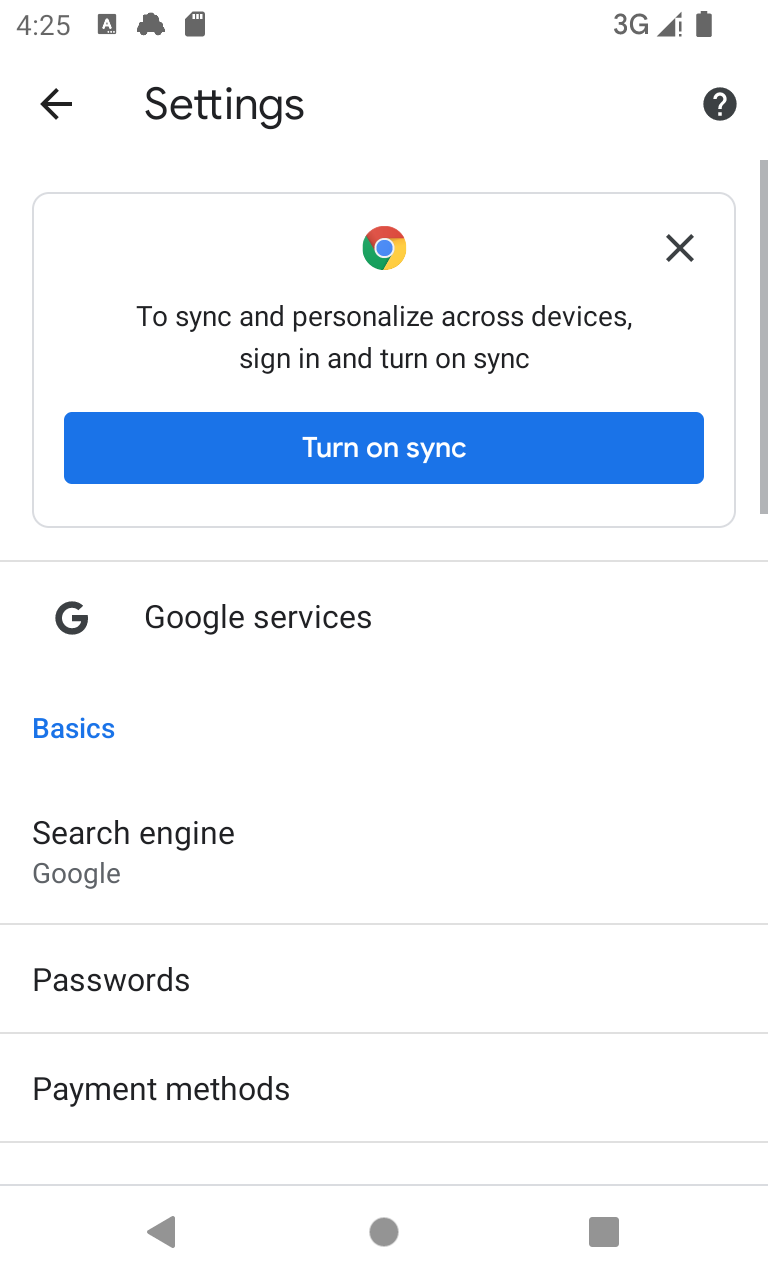 4:25
3G
Settings
To sync and personalize across devices,
sign in and turn on sync
Turn on sync
Google services
Basics
Search engine
Google
Passwords
Payment methods